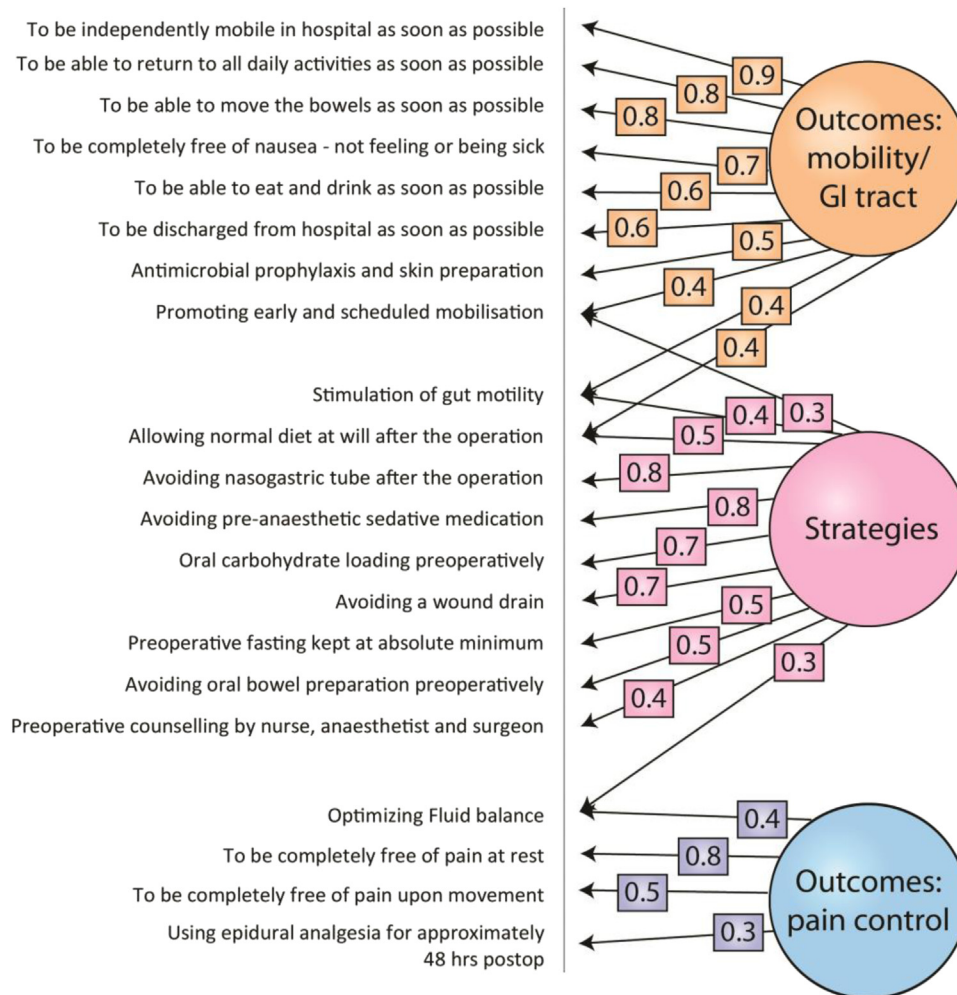 To be independently mobile in hospital as soon as possible
To be able to return to all daily activities as soon as possible
To be able to move the bowels as soon as possible
To be completely free of nausea - not feeling or being sick
To be able to eat and drink as soon as possible
To be discharged from hospital as soon as possible
Antimicrobial prophylaxis and skin preparation
Promoting early and scheduled mobilisation
0.9
0.8
0.8
0.7
0.6
0.6
0.5
0.4
0.4
0.4
Outcomes:
mobility/
GI tract
Stimulation of gut motility
Allowing normal diet at will after the operation
Avoiding nasogastric tube after the operation
Avoiding pre-anaesthetic sedative medication
Oral carbohydrate loading preoperatively
Avoiding a wound drain
Preoperative fasting kept at absolute minimum
Avoiding oral bowel preparation preoperatively
Preoperative counselling by nurse, anaesthetist and surgeon
0.3
0.4
0.5
0.8
0.8
0.7
0.7
0.5
0.5
0.4
0.3
Strategies
Optimizing Fluid balance
To be completely free of pain at rest
To be completely free of pain upon movement
Using epidural analgesia for approximately
48 hrs postop
0.4
0.8
0.5
0.3
Outcomes:
pain control